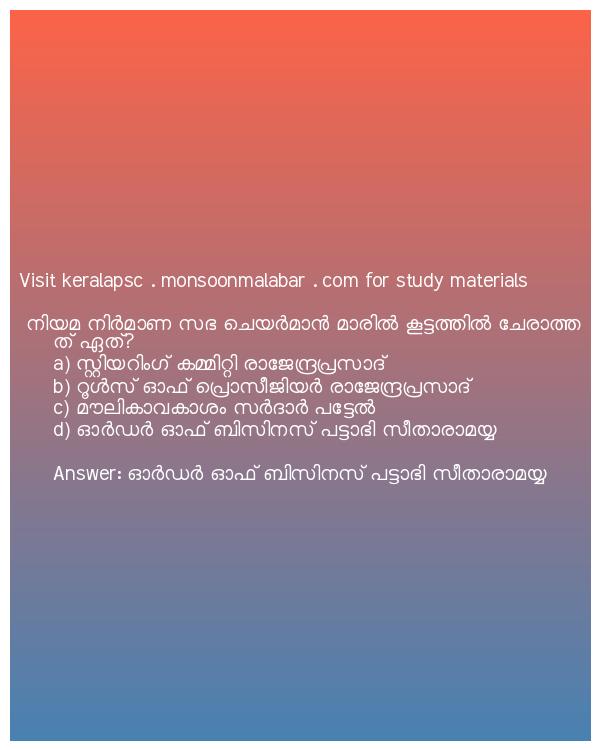 Visit keralapsc . monsoonmalabar . com for study materials
നിയമ നിർമാണ സഭ ചെയർമാൻ മാരിൽ കൂട്ടത്തിൽ ചേരാത്ത
ത് ഏത്?
a) സ്റ്റിയറിംഗ് കമ്മിറ്റി രാജേന്ദ്രപ്രസാദ്
b) റൂൾസ് ഓഫ് പ്രൊസീജിയർ രാജേന്ദ്രപ്രസാദ്
c) മൗലികാവകാശം സർദാർ പട്ടേൽ
d) ഓർഡർ ഓഫ് ബിസിനസ് പട്ടാഭി സീതാരാമയ്യ
Answer: ഓർഡർ ഓഫ് ബിസിനസ് പട്ടാഭി സീതാരാമയ്യ